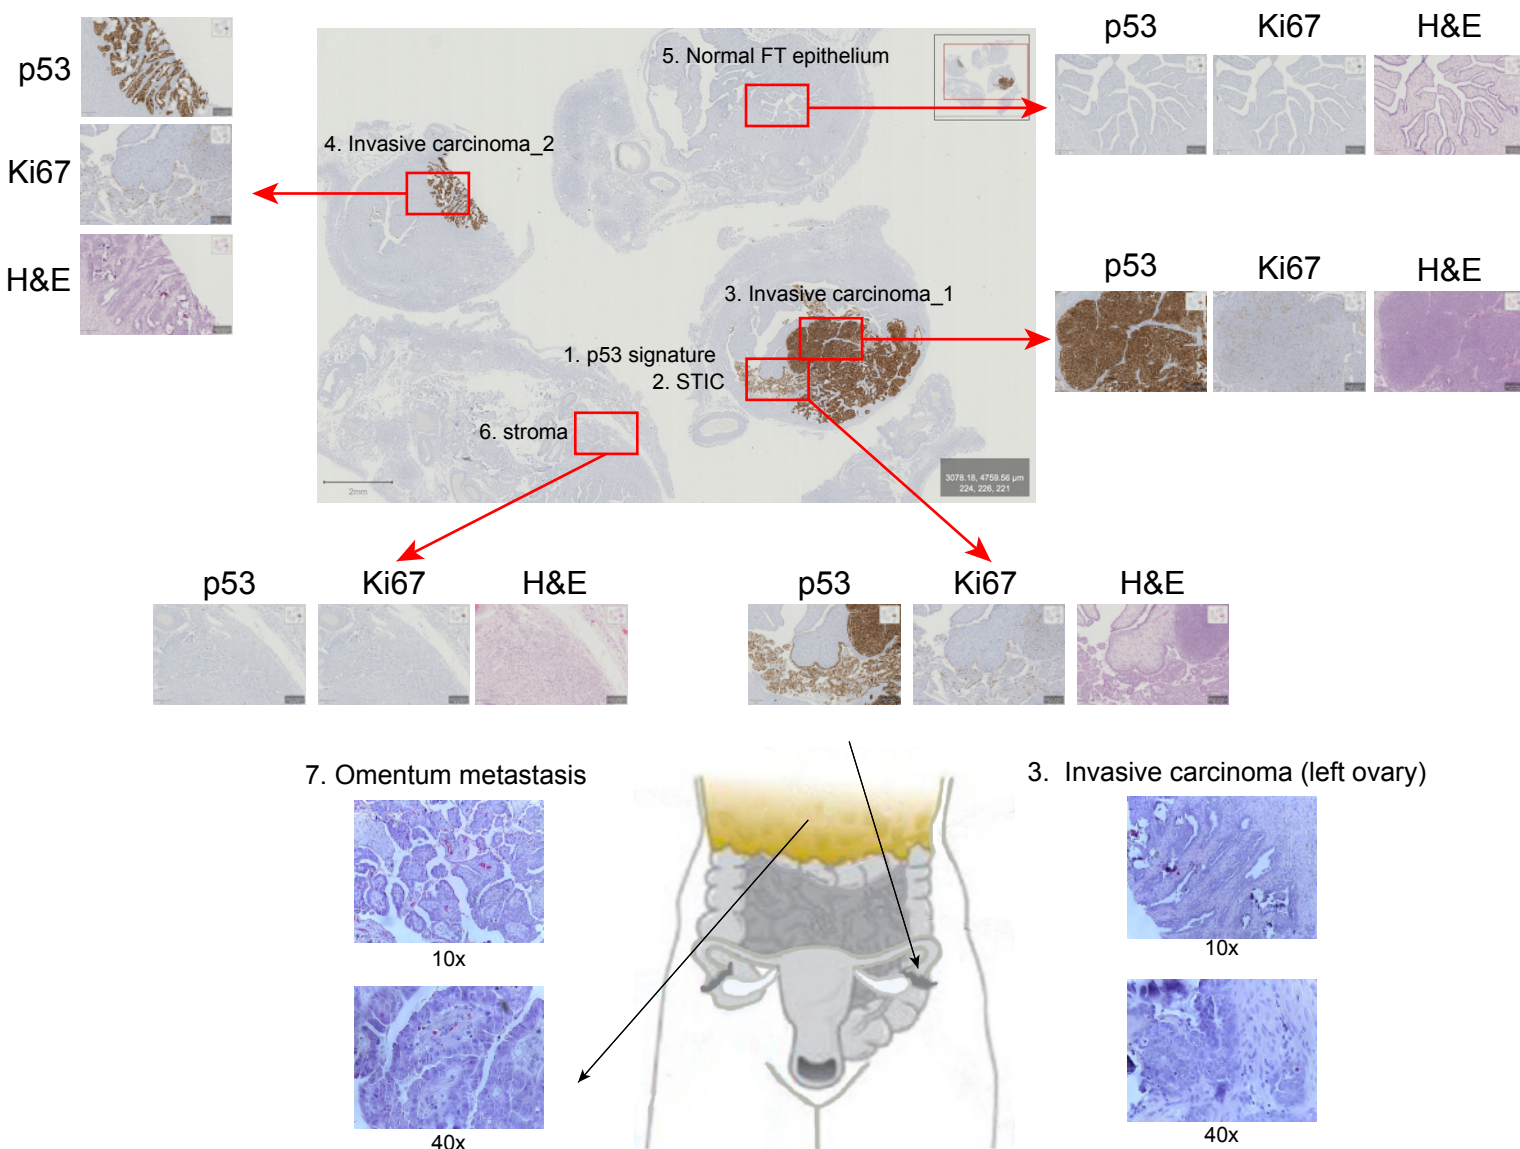 p53
Ki67
H&E
4. Invasive carcinoma_2
5. Normal FT epithelium
3. Invasive carcinoma_1
1. p53 signature
2. STIC
6. stroma
2mm
3078.18, 4759.56 µm
224, 226, 221
p53 Ki67 H&E
p53 Ki67 H&E
p53 Ki67 H&E
p53 Ki67 H&E
7. Omentum metastasis
10x
40x
3. Invasive carcinoma (left ovary)
10x
40x